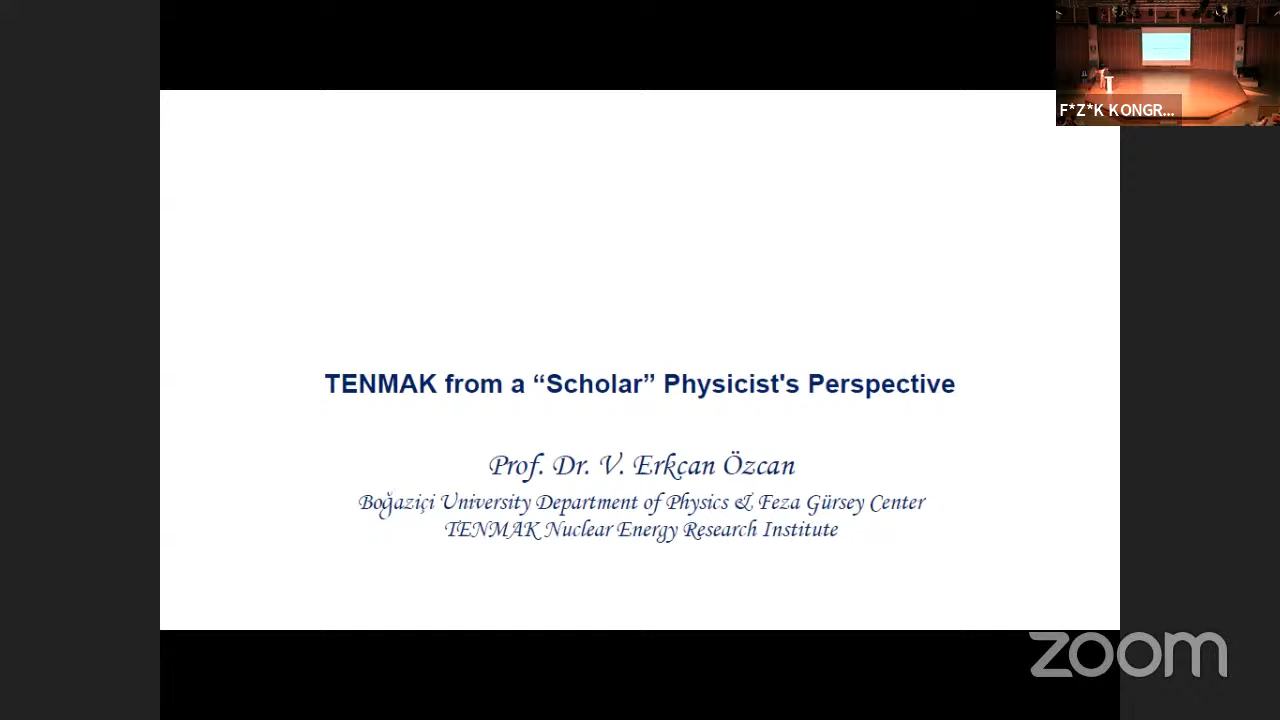 F*Z*K KONGR...
TENMAK from a “Scholar” Physicist's Perspective
Prof. Dr. V. Erkcan Özcan
Boğaziçi University Department of Physics & Feza Gürsey Center
TENMAK Nuclear Energy Research Institute
zoom